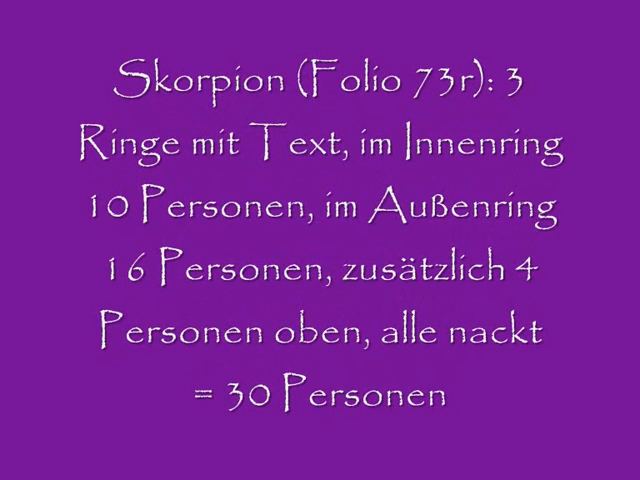 Skorpion (Folio 73r): 3
Ringe mit Text, im Innenring
10 Personen, im Außenring
16 Personen, zusätzlich 4
Personen oben, alle nackt
= 30 Personen